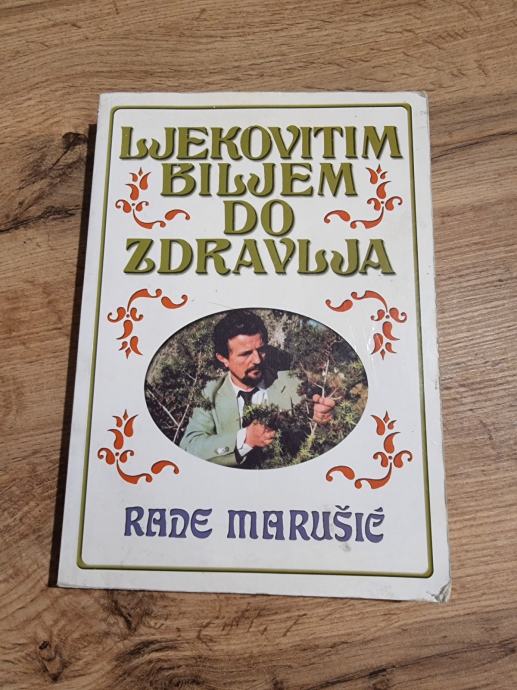 LJEKOVITIM
BILJEM
DO
ZDRAVLJA
RADE MARUŠIĆ